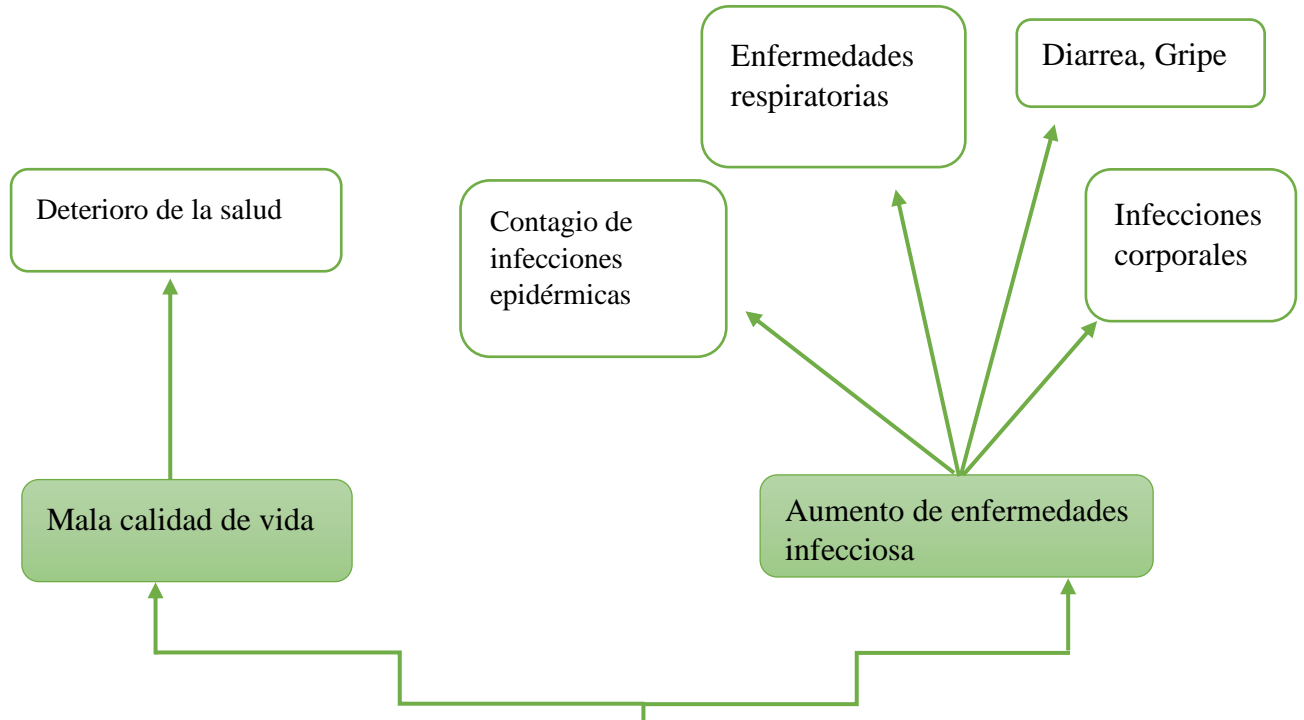 Enfermedades
respiratorias
Diarrea, Gripe
Deterioro de la salud
Contagio de
infecciones
epidérmicas
Infecciones
corporales
Mala calidad de vida
Aumento de enfermedades
infecciosa